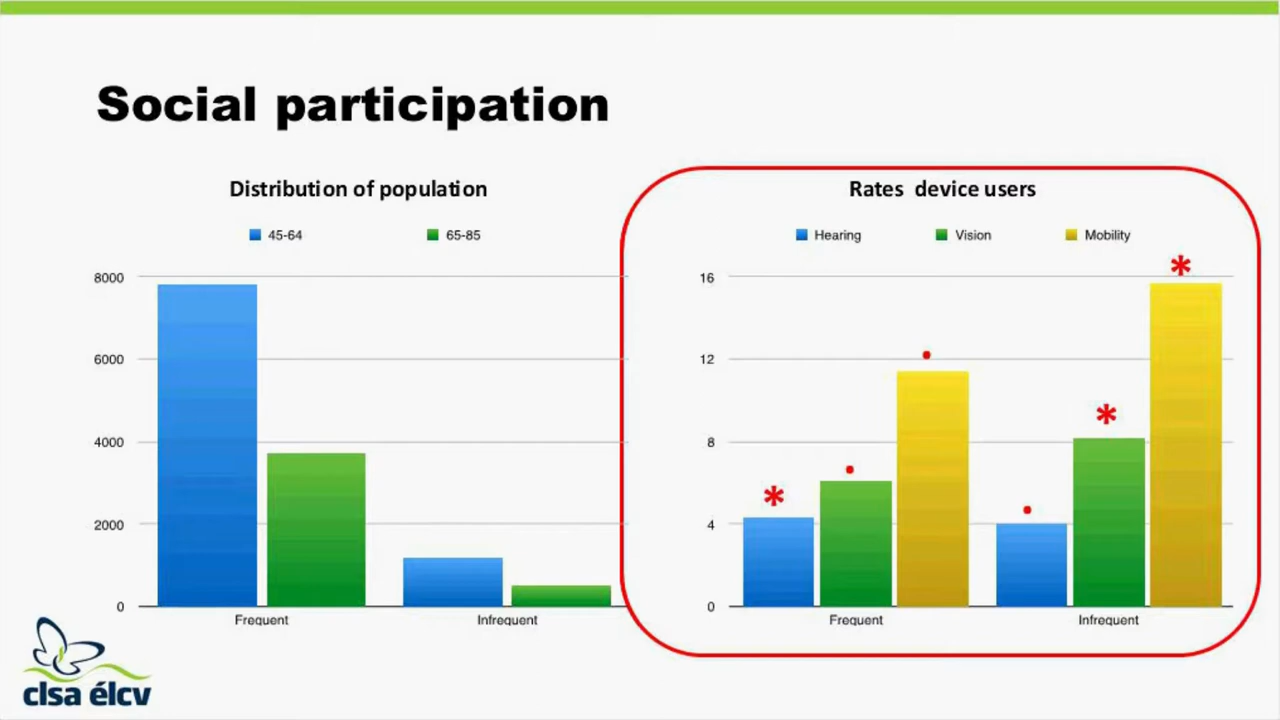 Social participation
Distribution of population
45-64 65-85
8000
6000
4000
2000
0
Frequent Infrequent
Rates device users
Hearing Vision Mobility
16
12
8
4
0
Frequent Infrequent
* • • • * *
clsa élcv